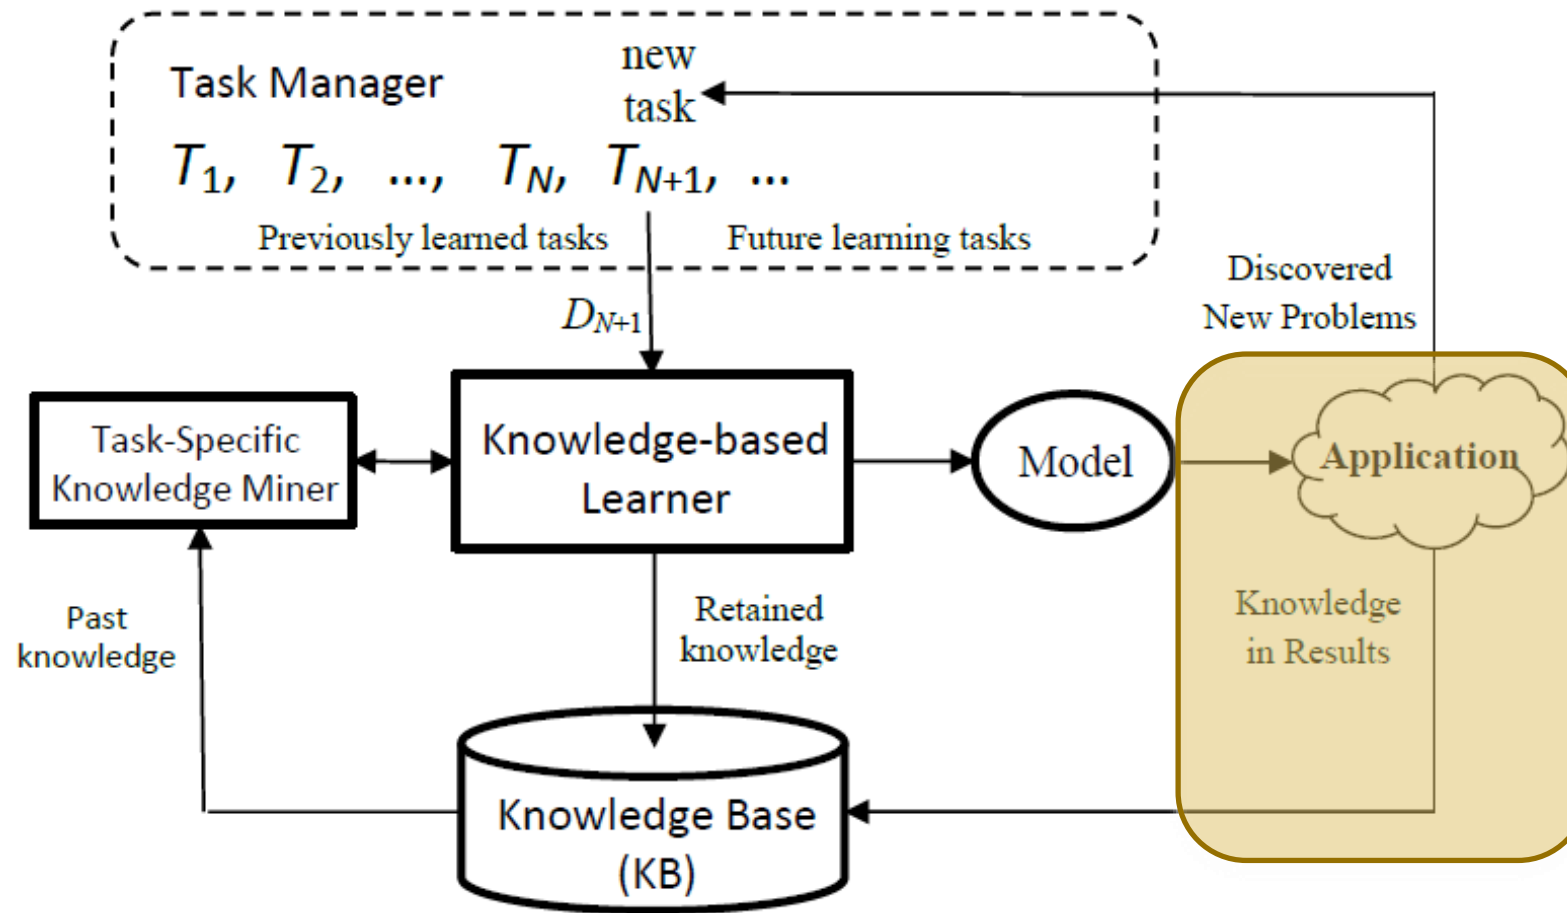 new
Task Manager
task
T1, T2, ..., TN, TN+1, ...
Previously learned tasks
Future learning tasks
Discovered
New Problems
DN+1
Task-Specific
Knowledge Miner
Knowledge-based
Learner
Model
Application
Past
knowledge
Retained
knowledge
Knowledge
in Results
Knowledge Base
(KB)